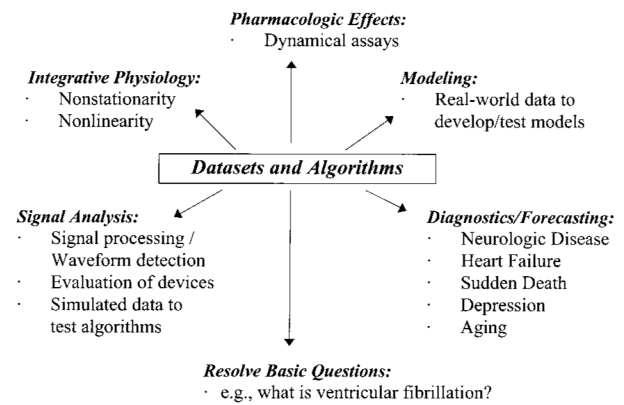 Pharmacologic Effects:
· Dynamical assays
Integrative Physiology:
· Nonstationarity
· Nonlinearity
Modeling:
· Real-world data to
develop/test models
Datasets and Algorithms
Signal Analysis:
· Signal processing /
Waveform detection
· Evaluation of devices
· Simulated data to
test algorithms
Diagnostics/Forecasting:
· Neurologic Disease
· Heart Failure
· Sudden Death
· Depression
· Aging
Resolve Basic Questions:
· e.g., what is ventricular fibrillation?